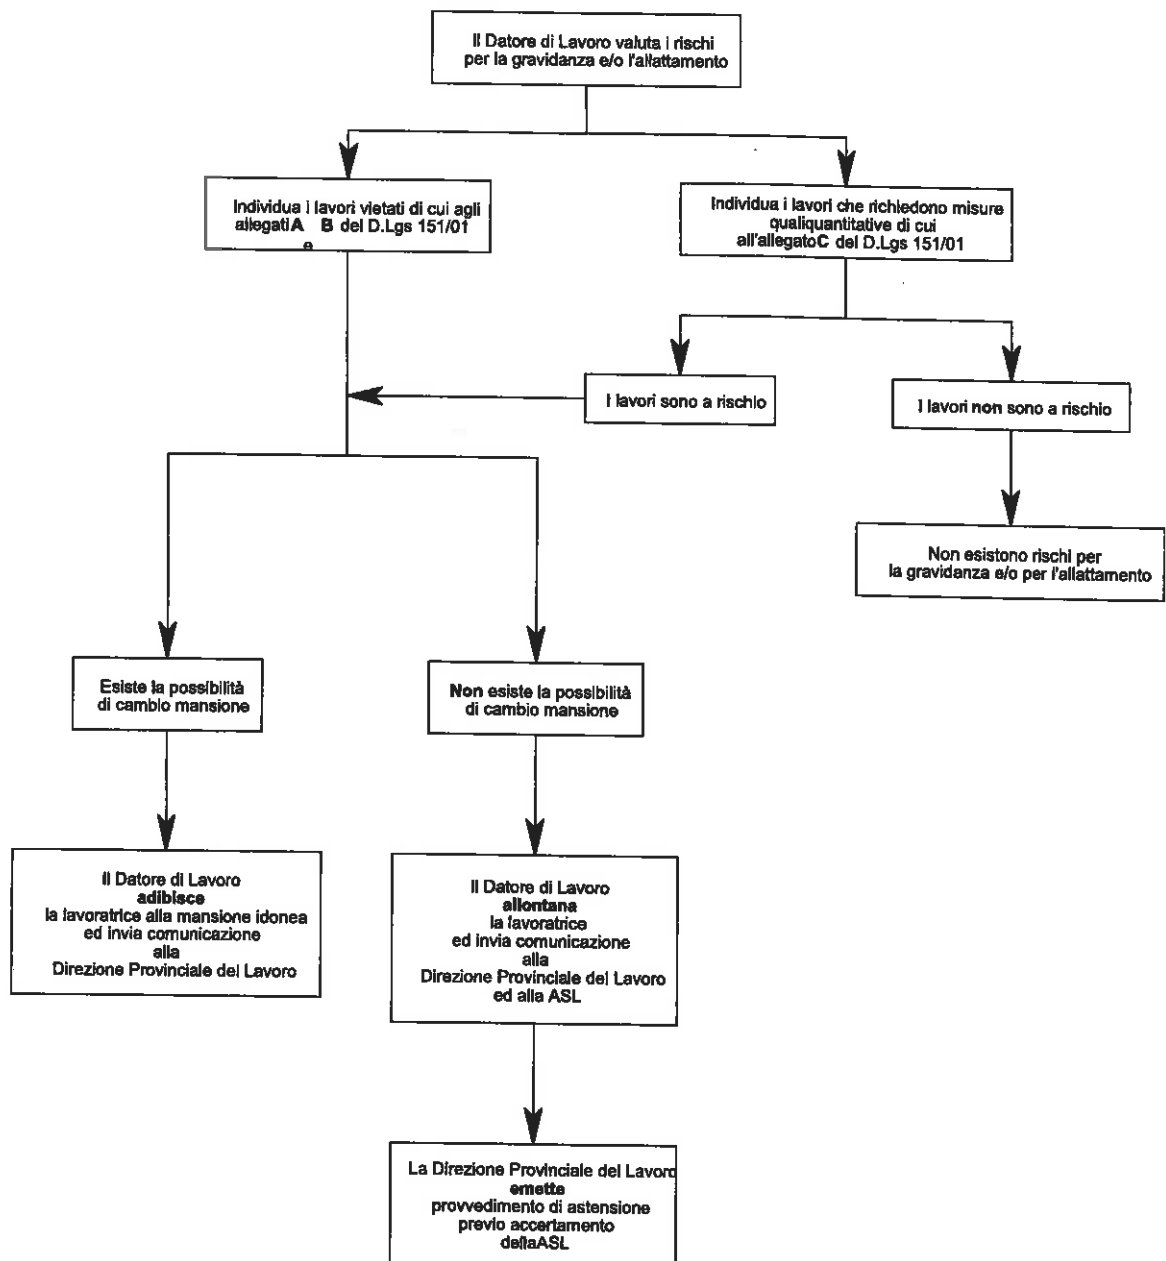 Il Datore di Lavoro valuta i rischi
per la gravidanza e/o l'allattamento
Individua i lavori vietati di cui agli
allegati A B del D.Lgs 151/01
e
Individua i lavori che richiedono misure
qualiquantitative di cui
all'allegato C del D.Lgs 151/01
I lavori sono a rischio
I lavori non sono a rischio
Non esistono rischi per
la gravidanza e/o per l'allattamento
Esiste la possibilità
di cambio mansione
Non esiste la possibilità
di cambio mansione
Il Datore di Lavoro
adibisce
la lavoratrice alla mansione idonea
ed invia comunicazione
alla
Direzione Provinciale del Lavoro
Il Datore di Lavoro
allontana
la lavoratrice
ed invia comunicazione
alla
Direzione Provinciale del Lavoro
ed alla ASL
La Direzione Provinciale del Lavoro
emette
provvedimento di astensione
previo accertamento
dellaASL